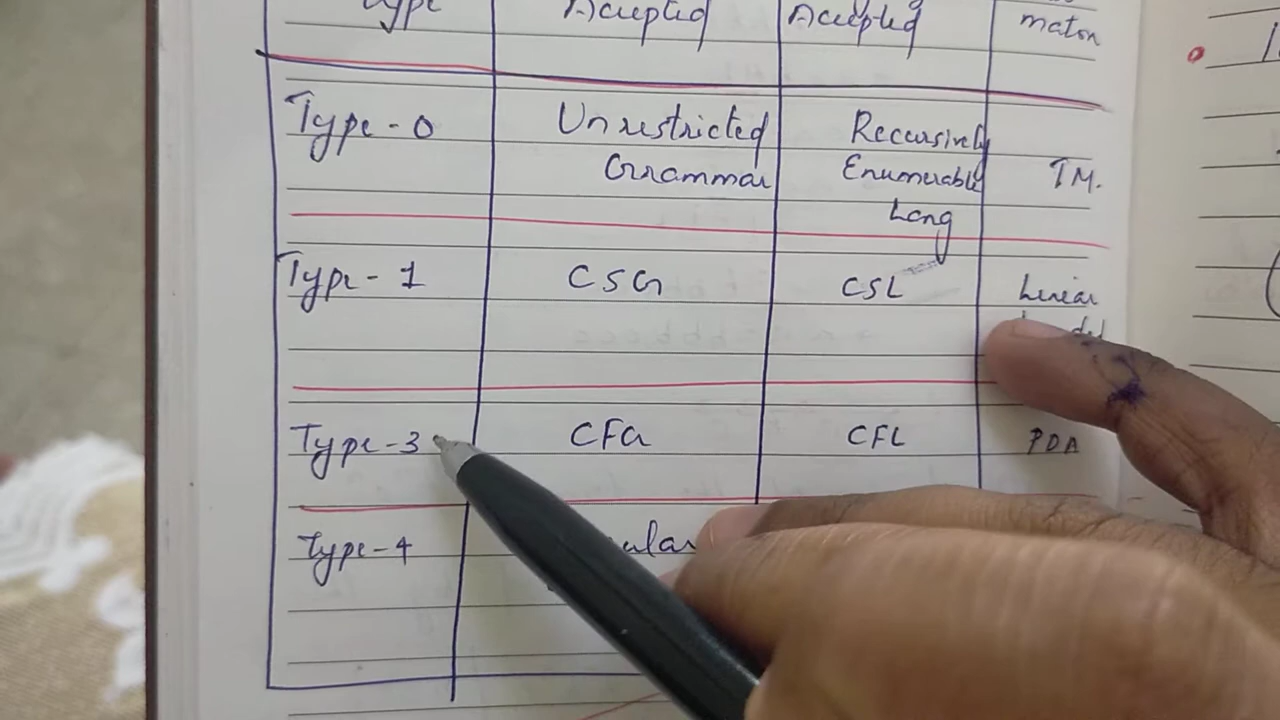 Type Accepted Accepted maton
Type-0 Unrestricted Grammar Recursively Enumerable Lang TM.
Type-1 CSG CSL Linear
Type-3 CFG CFL PDA
Type-4